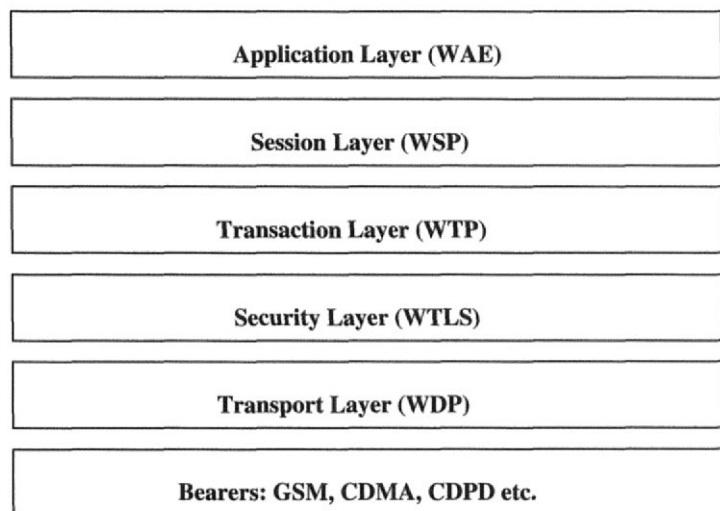 Application Layer (WAE)
Session Layer (WSP)
Transaction Layer (WTP)
Security Layer (WTLS)
Transport Layer (WDP)
Bearers: GSM, CDMA, CDPD etc.